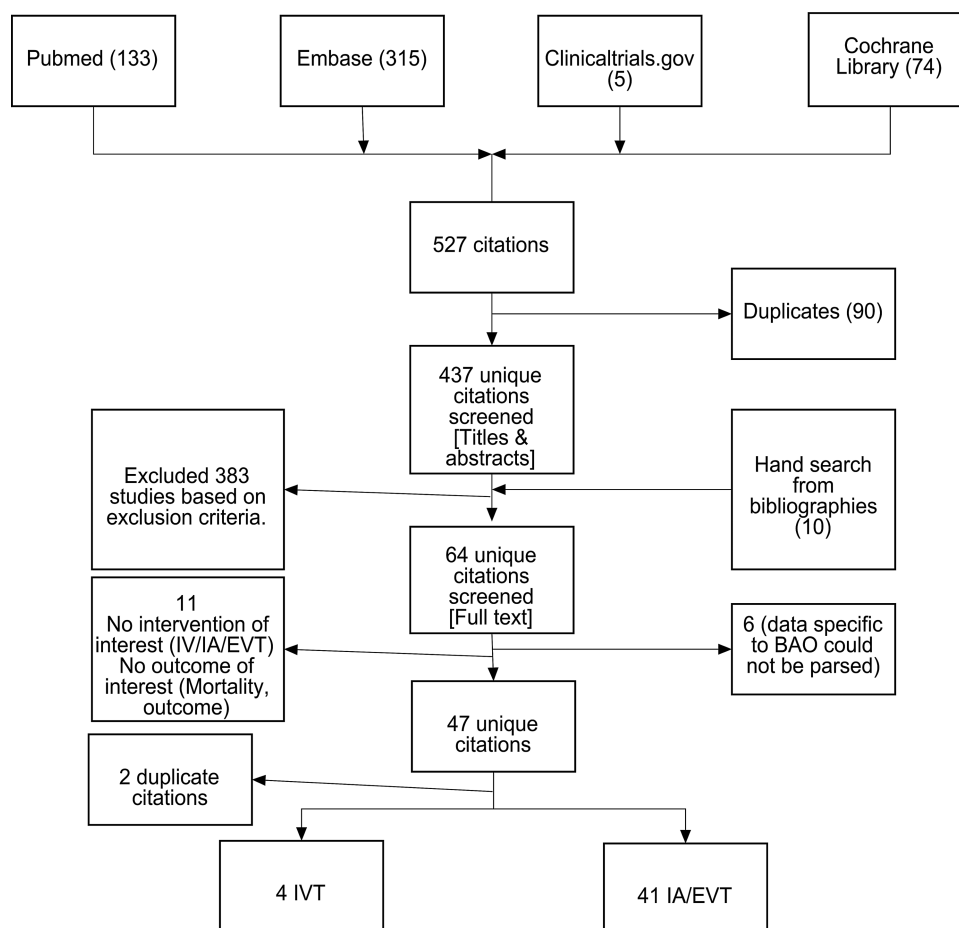 Pubmed (133)
Embase (315)
Clinicaltrials.gov
(5)
Cochrane
Library (74)
527 citations
Duplicates (90)
437 unique
citations
screened
[Titles &
abstracts]
Excluded 383
studies based on
exclusion criteria.
Hand search
from
bibliographies
(10)
64 unique
citations
screened
[Full text]
11
No intervention of
interest (IV/IA/EVT)
No outcome of
interest (Mortality,
outcome)
6 (data specific
to BAO could
not be parsed)
47 unique
citations
2 duplicate
citations
4 IVT
41 IA/EVT